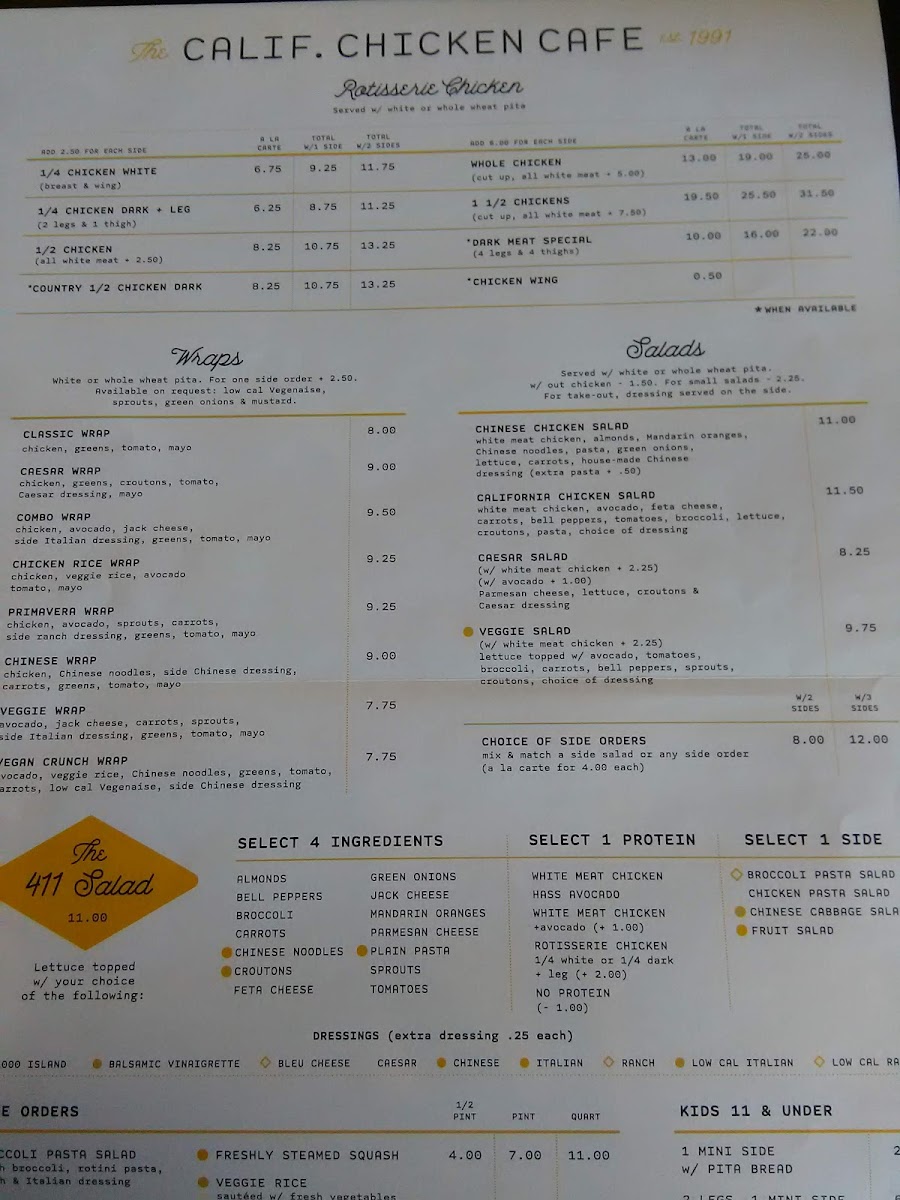 The CALIF. CHICKEN CAFE est. 1991
Rotisserie Chicken
Served w/ white or whole wheat pita
ADD 2.50 FOR EACH SIDE
A LA CARTE
TOTAL W/1 SIDE
TOTAL W/2 SIDES
1/4 CHICKEN WHITE 6.75 9.25 11.75
(breast & wing)
1/4 CHICKEN DARK + LEG 6.25 8.75 11.25
(2 legs & 1 thigh)
1/2 CHICKEN 8.25 10.75 13.25
(all white meat + 2.50)
*COUNTRY 1/2 CHICKEN DARK 8.25 10.75 13.25
ADD 6.00 FOR EACH SIDE
A LA CARTE
TOTAL W/1 SIDE
TOTAL W/2 SIDES
WHOLE CHICKEN 13.00 19.00 25.00
(cut up, all white meat + 5.00)
1 1/2 CHICKENS 19.50 25.50 31.50
(cut up, all white meat + 7.50)
*DARK MEAT SPECIAL 10.00 16.00 22.00
(4 legs & 4 thighs)
*CHICKEN WING 0.50
*WHEN AVAILABLE
Wraps
White or whole wheat pita. For one side order + 2.50.
Available on request: low cal Vegenaise,
sprouts, green onions & mustard.
CLASSIC WRAP 8.00
chicken, greens, tomato, mayo
CAESAR WRAP 9.00
chicken, greens, croutons, tomato,
Caesar dressing, mayo
COMBO WRAP 9.50
chicken, avocado, jack cheese,
side Italian dressing, greens, tomato, mayo
CHICKEN RICE WRAP 9.25
chicken, veggie rice, avocado
tomato, mayo
PRIMAVERA WRAP 9.25
chicken, avocado, sprouts, carrots,
side ranch dressing, greens, tomato, mayo
CHINESE WRAP 9.00
chicken, Chinese noodles, side Chinese dressing,
carrots, greens, tomato, mayo
VEGGIE WRAP 7.75
avocado, jack cheese, carrots, sprouts,
side Italian dressing, greens, tomato, mayo
VEGAN CRUNCH WRAP 7.75
vocado, veggie rice, Chinese noodles, greens, tomato,
arrots, low cal Vegenaise, side Chinese dressing
Salads
Served w/ white or whole wheat pita.
w/ out chicken - 1.50. For small salads - 2.25.
For take-out, dressing served on the side.
CHINESE CHICKEN SALAD 11.00
white meat chicken, almonds, Mandarin oranges,
Chinese noodles, pasta, green onions,
lettuce, carrots, house-made Chinese
dressing (extra pasta + .50)
CALIFORNIA CHICKEN SALAD 11.50
white meat chicken, avocado, feta cheese,
carrots, bell peppers, tomatoes, broccoli, lettuce,
croutons, pasta, choice of dressing
CAESAR SALAD 8.25
(w/ white meat chicken + 2.25)
(w/ avocado + 1.00)
Parmesan cheese, lettuce, croutons &
Caesar dressing
VEGGIE SALAD 9.75
(w/ white meat chicken + 2.25)
lettuce topped w/ avocado, tomatoes,
broccoli, carrots, bell peppers, sprouts,
croutons, choice of dressing
W/2 SIDES
W/3 SIDES
CHOICE OF SIDE ORDERS 8.00 12.00
mix & match a side salad or any side order
(a la carte for 4.00 each)
The
411 Salad
11.00
Lettuce topped
w/ your choice
of the following:
SELECT 4 INGREDIENTS
ALMONDS
BELL PEPPERS
BROCCOLI
CARROTS
CHINESE NOODLES
CROUTONS
FETA CHEESE
GREEN ONIONS
JACK CHEESE
MANDARIN ORANGES
PARMESAN CHEESE
PLAIN PASTA
SPROUTS
TOMATOES
SELECT 1 PROTEIN
WHITE MEAT CHICKEN
HASS AVOCADO
WHITE MEAT CHICKEN
+avocado (+ 1.00)
ROTISSERIE CHICKEN
1/4 white or 1/4 dark
+ leg (+ 2.00)
NO PROTEIN
(- 1.00)
SELECT 1 SIDE
BROCCOLI PASTA SALAD
CHICKEN PASTA SALAD
CHINESE CABBAGE SALA
FRUIT SALAD
DRESSINGS (extra dressing .25 each)
000 ISLAND BALSAMIC VINAIGRETTE BLEU CHEESE CAESAR CHINESE ITALIAN RANCH LOW CAL ITALIAN LOW CAL RA
E ORDERS
1/2 PINT
PINT
QUART
CCOLI PASTA SALAD
h broccoli, rotini pasta,
h & Italian dressing
FRESHLY STEAMED SQUASH 4.00 7.00 11.00
VEGGIE RICE
sautéed w/ fresh vegetables
KIDS 11 & UNDER
1 MINI SIDE
w/ PITA BREAD
2 LEGS, 1 MINI SIDE